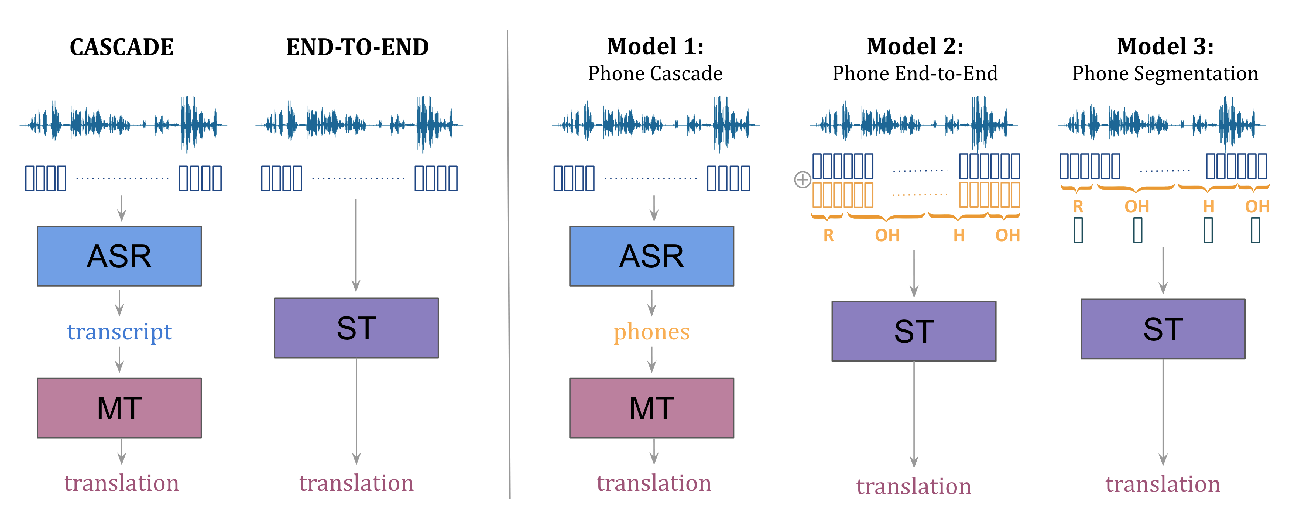 CASCADE
ASR
transcript
MT
translation
END-TO-END
ST
translation
Model 1:
Phone Cascade
ASR
phones
MT
translation
Model 2:
Phone End-to-End
R OH H OH
ST
translation
Model 3:
Phone Segmentation
R OH H OH
ST
translation